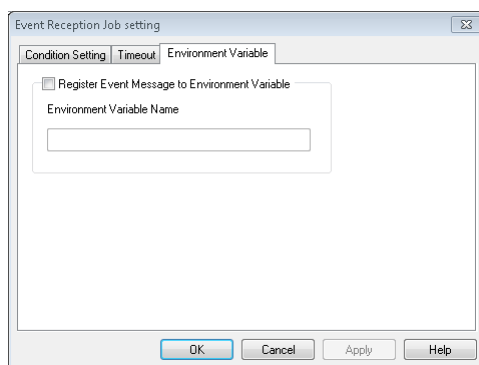 Event Reception Job setting
Condition Setting Timeout Environment Variable
Register Event Message to Environment Variable
Environment Variable Name
OK Cancel Apply Help